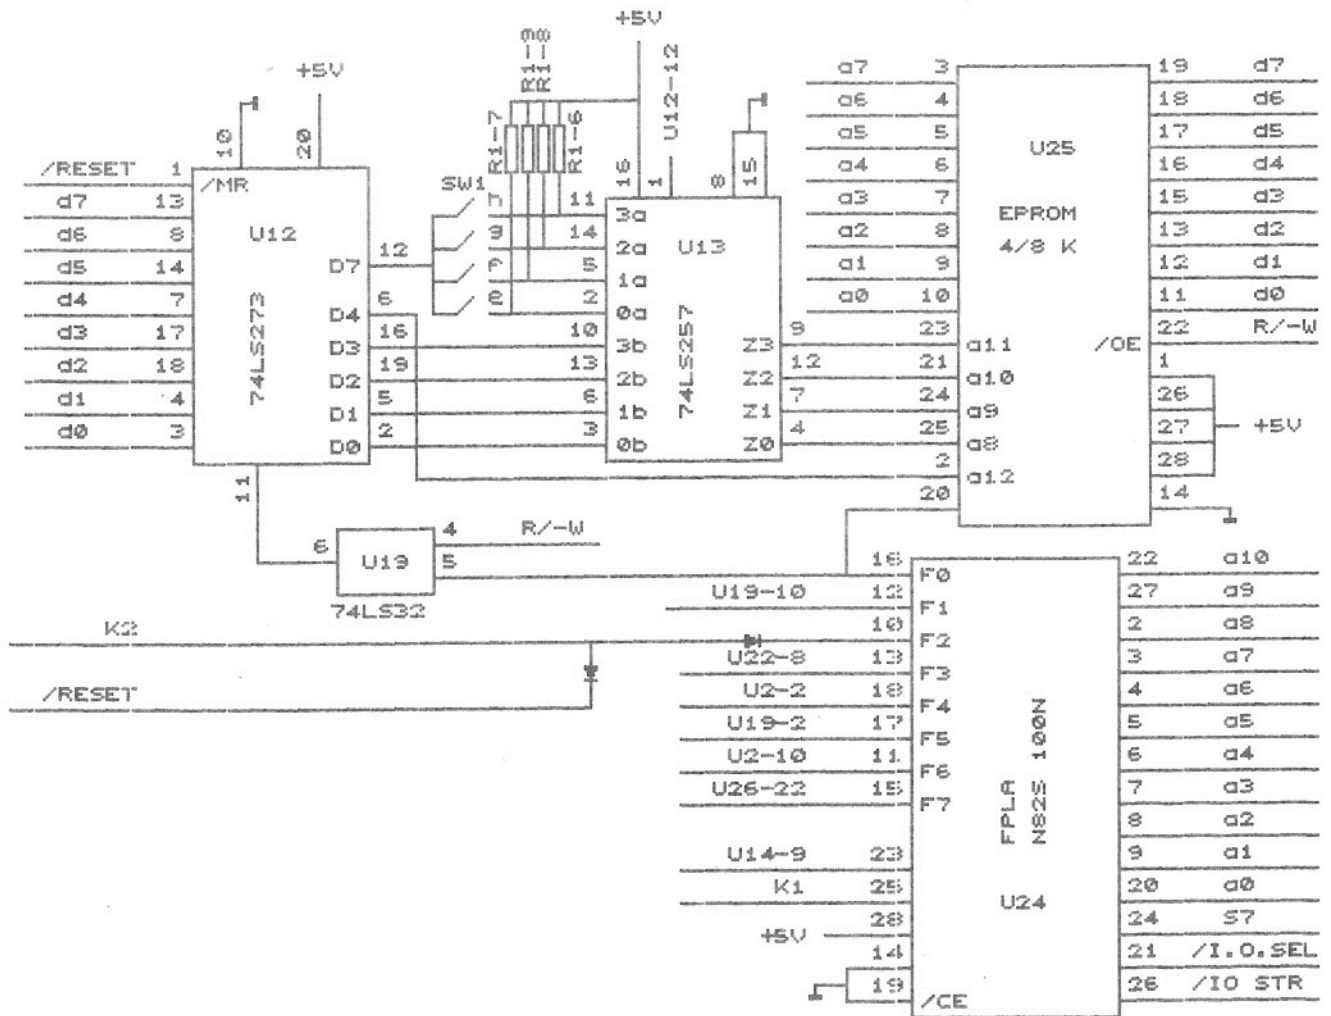 +5V
R1-9
R1-8
U12-12
+5V
R1-7
R1-6
10
20
16
1
8
15
/RESET 1
d7 13
d6 8
d5 14
d4 7
d3 17
d2 18
d1 4
d0 3
/MR
U12
74LS273
D7 12
D4 6
D3 16
D2 19
D1 5
D0 2
11
SW1
11 3a
14 2a
5 1a
2 0a
10 3b
13 2b
6 1b
3 0b
U13
74LS257
Z3 9
Z2 12
Z1 7
Z0 4
a7 3
a6 4
a5 5
a4 6
a3 7
a2 8
a1 9
a0 10
23 a11
21 a10
24 a9
25 a8
2 a12
20
U25
EPROM
4/8 K
/OE
19 d7
18 d6
17 d5
16 d4
15 d3
13 d2
12 d1
11 d0
22 R/-W
1
26
27
28
+5V
14
6
U19
74LS32
4 R/-W
5
K2
/RESET
16 F0
U19-10 12 F1
10 F2
U22-8 13 F3
U2-2 18 F4
U19-2 17 F5
U2-10 11 F6
U26-22 15 F7
U14-9 23
K1 25
+5V 28
14
19 /CE
FPLA
N82S 100N
U24
22 a10
27 a9
2 a8
3 a7
4 a6
5 a5
6 a4
7 a3
8 a2
9 a1
20 a0
24 S7
21 /I.O.SEL
26 /IO STR